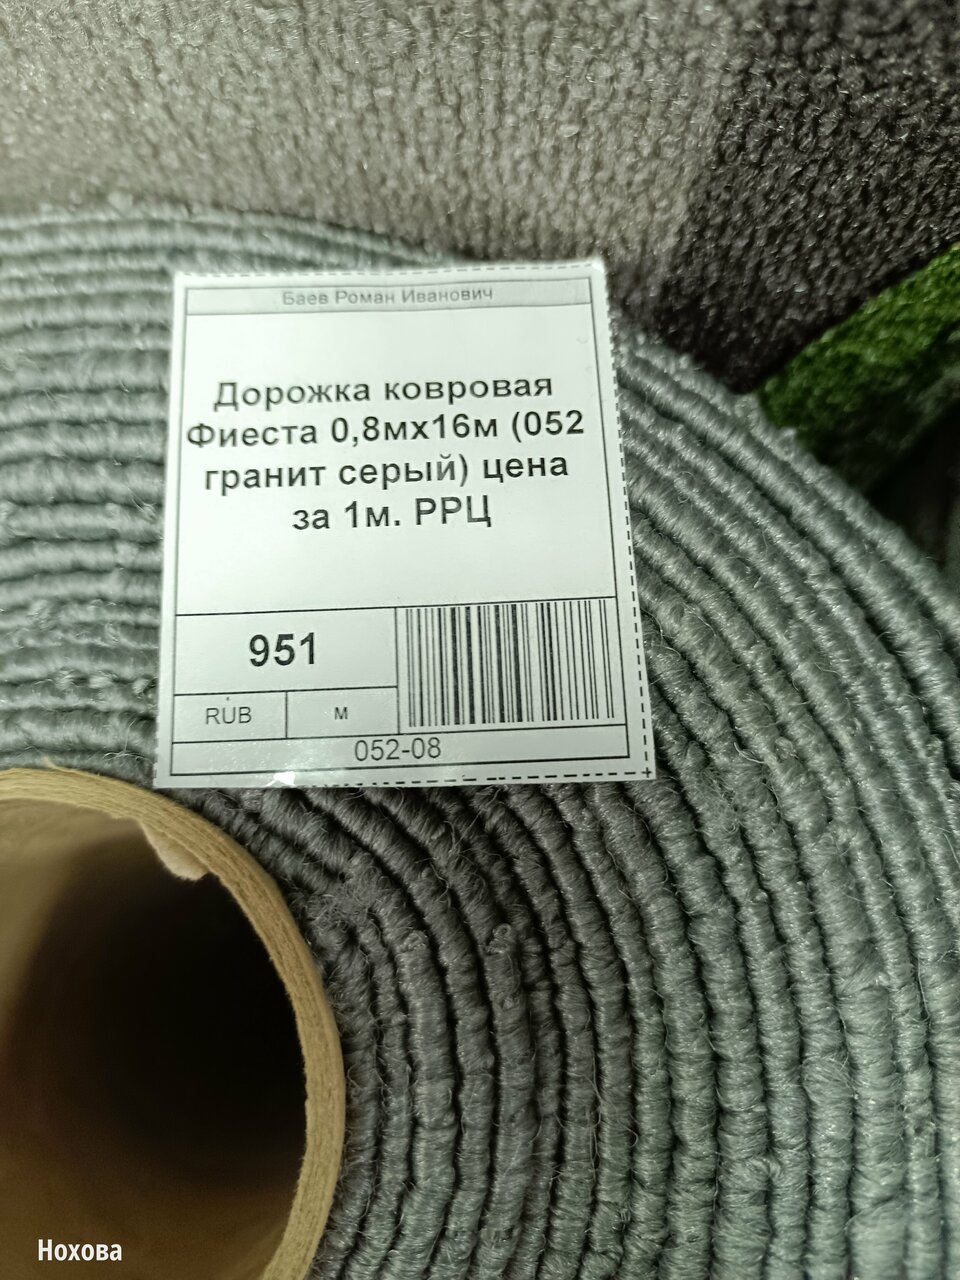 Баев Роман Иванович
Дорожка ковровая
Фиеста 0,8мх16м (052
гранит серый) цена
за 1м. РРЦ
951
RUB
м
052-08
Нохова